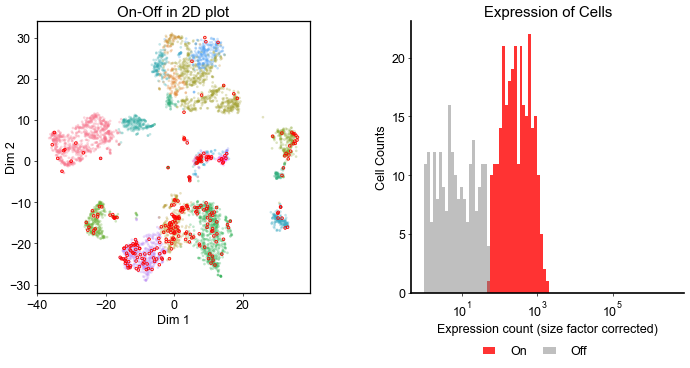 On-Off in 2D plot
30
20
10
0
−10
−20
−30
−40
−20
0
20
Dim 2
Dim 1
Expression of Cells
20
15
10
5
0
10^1
10^3
10^5
Cell Counts
Expression count (size factor corrected)
On
Off